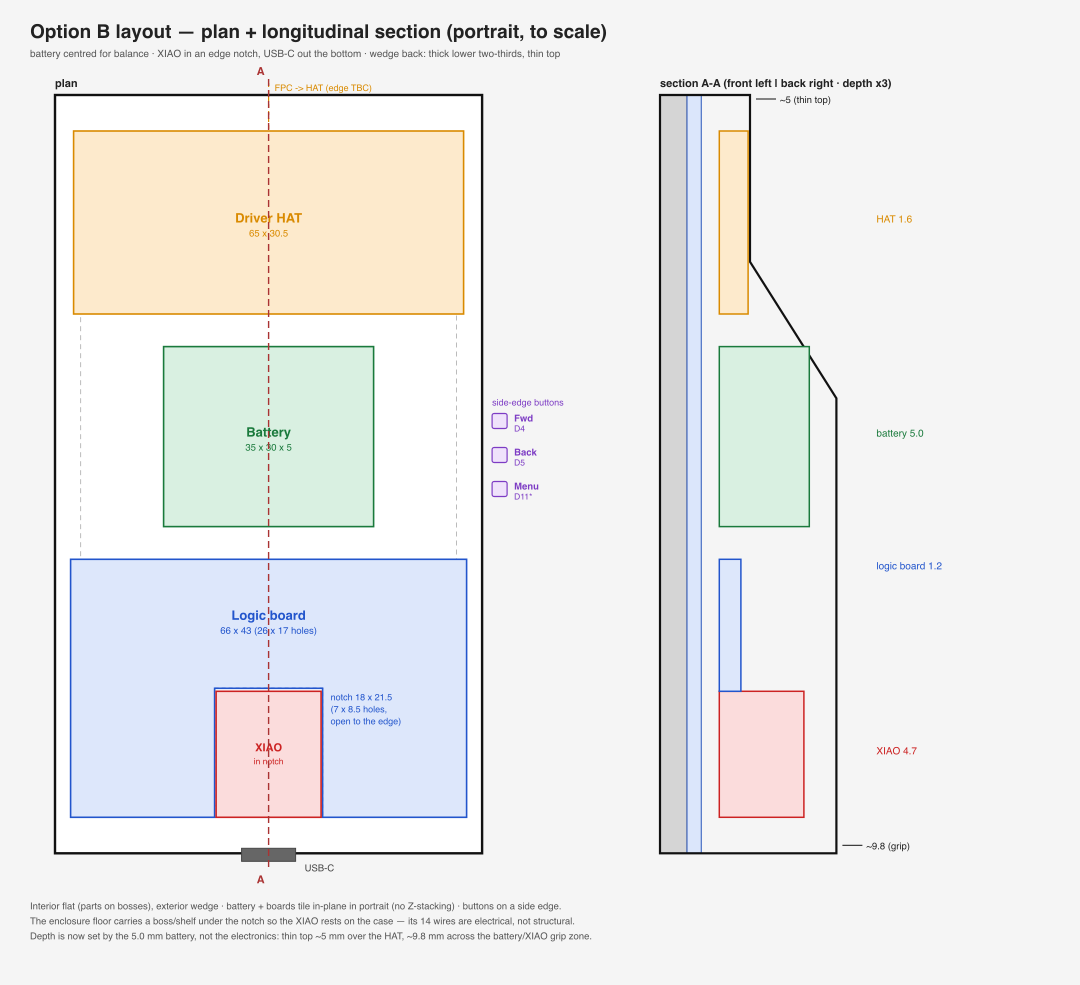 Option B layout — plan + longitudinal section (portrait, to scale)
battery centred for balance · XIAO in an edge notch, USB-C out the bottom · wedge back: thick lower two-thirds, thin top
A
plan
FPC -> HAT (edge TBC)
Driver HAT
65 x 30.5
Battery
35 x 30 x 5
side-edge buttons
Fwd
D4
Back
D5
Menu
D11*
Logic board
66 x 43 (26 x 17 holes)
notch 18 x 21.5
(7 x 8.5 holes,
open to the edge)
XIAO
in notch
USB-C
A
section A-A (front left | back right · depth x3)
~5 (thin top)
HAT 1.6
battery 5.0
logic board 1.2
XIAO 4.7
~9.8 (grip)
Interior flat (parts on bosses), exterior wedge · battery + boards tile in-plane in portrait (no Z-stacking) · buttons on a side edge.
The enclosure floor carries a boss/shelf under the notch so the XIAO rests on the case — its 14 wires are electrical, not structural.
Depth is now set by the 5.0 mm battery, not the electronics: thin top ~5 mm over the HAT, ~9.8 mm across the battery/XIAO grip zone.